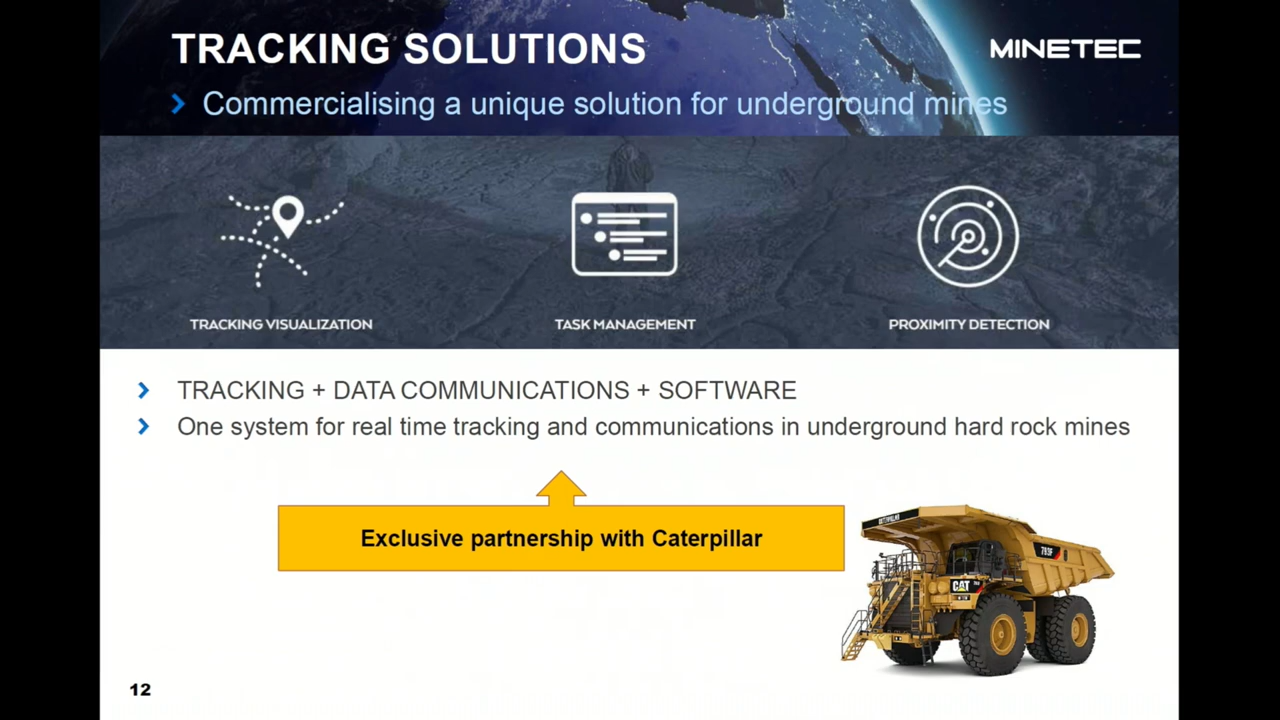 TRACKING SOLUTIONS
MINETEC
Commercialising a unique solution for underground mines
TRACKING VISUALIZATION
TASK MANAGEMENT
PROXIMITY DETECTION
TRACKING + DATA COMMUNICATIONS + SOFTWARE
One system for real time tracking and communications in underground hard rock mines
Exclusive partnership with Caterpillar
CATERPILLAR
793F
CAT
12